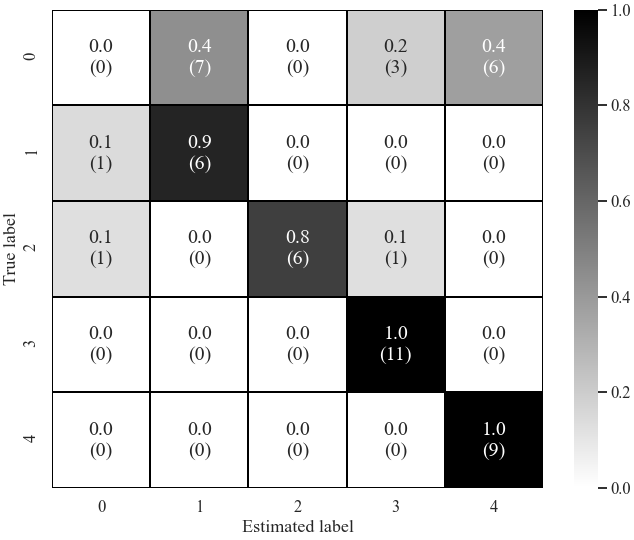 0.0 0.4 0.0 0.2 0.4 1.0
0 (0) (7) (0) (3) (6)
0.8
0.1 0.9 0.0 0.0 0.0
1 (1) (6) (0) (0) (0)
0.6
0.1 0.0 0.8 0.1 0.0
True label 2 (1) (0) (6) (1) (0)
0.4
0.0 0.0 0.0 1.0 0.0
3 (0) (0) (0) (11) (0)
0.2
0.0 0.0 0.0 0.0 1.0
4 (0) (0) (0) (0) (9)
0.0
0 1 2 3 4
Estimated label